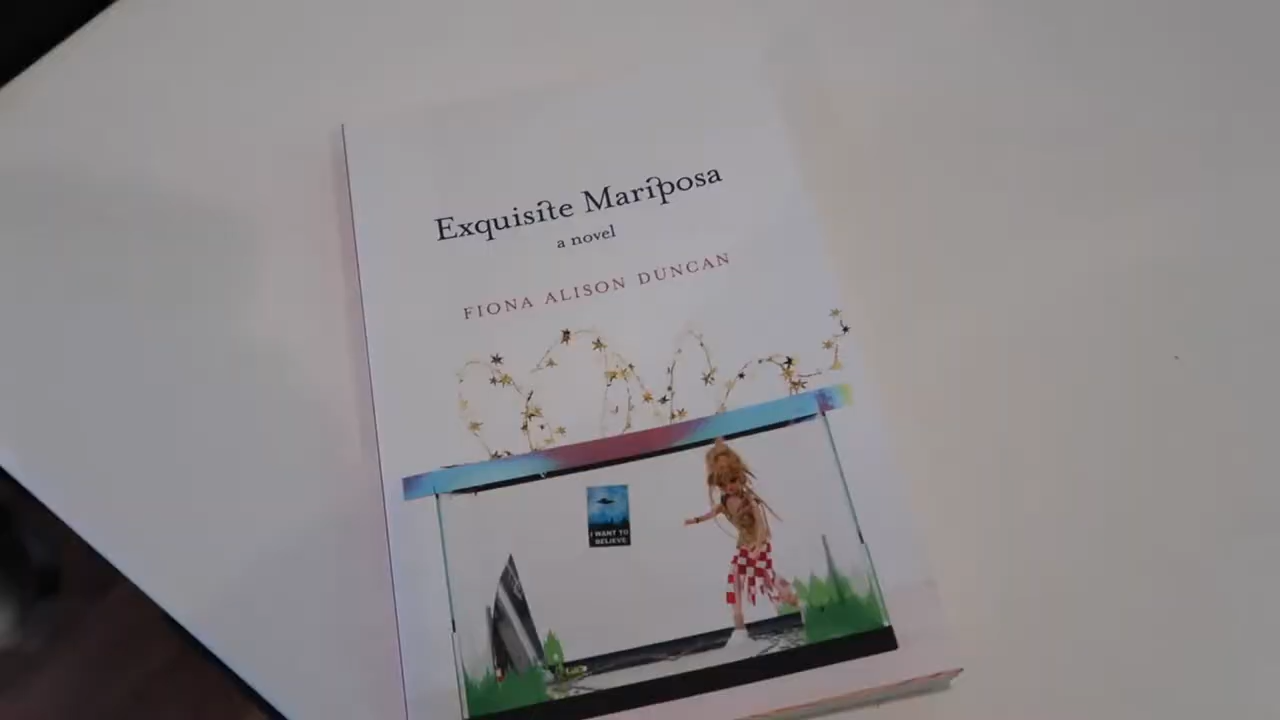 Exquisite Mariposa
a novel
FIONA ALISON DUNCAN
I WANT TO
BELIEVE